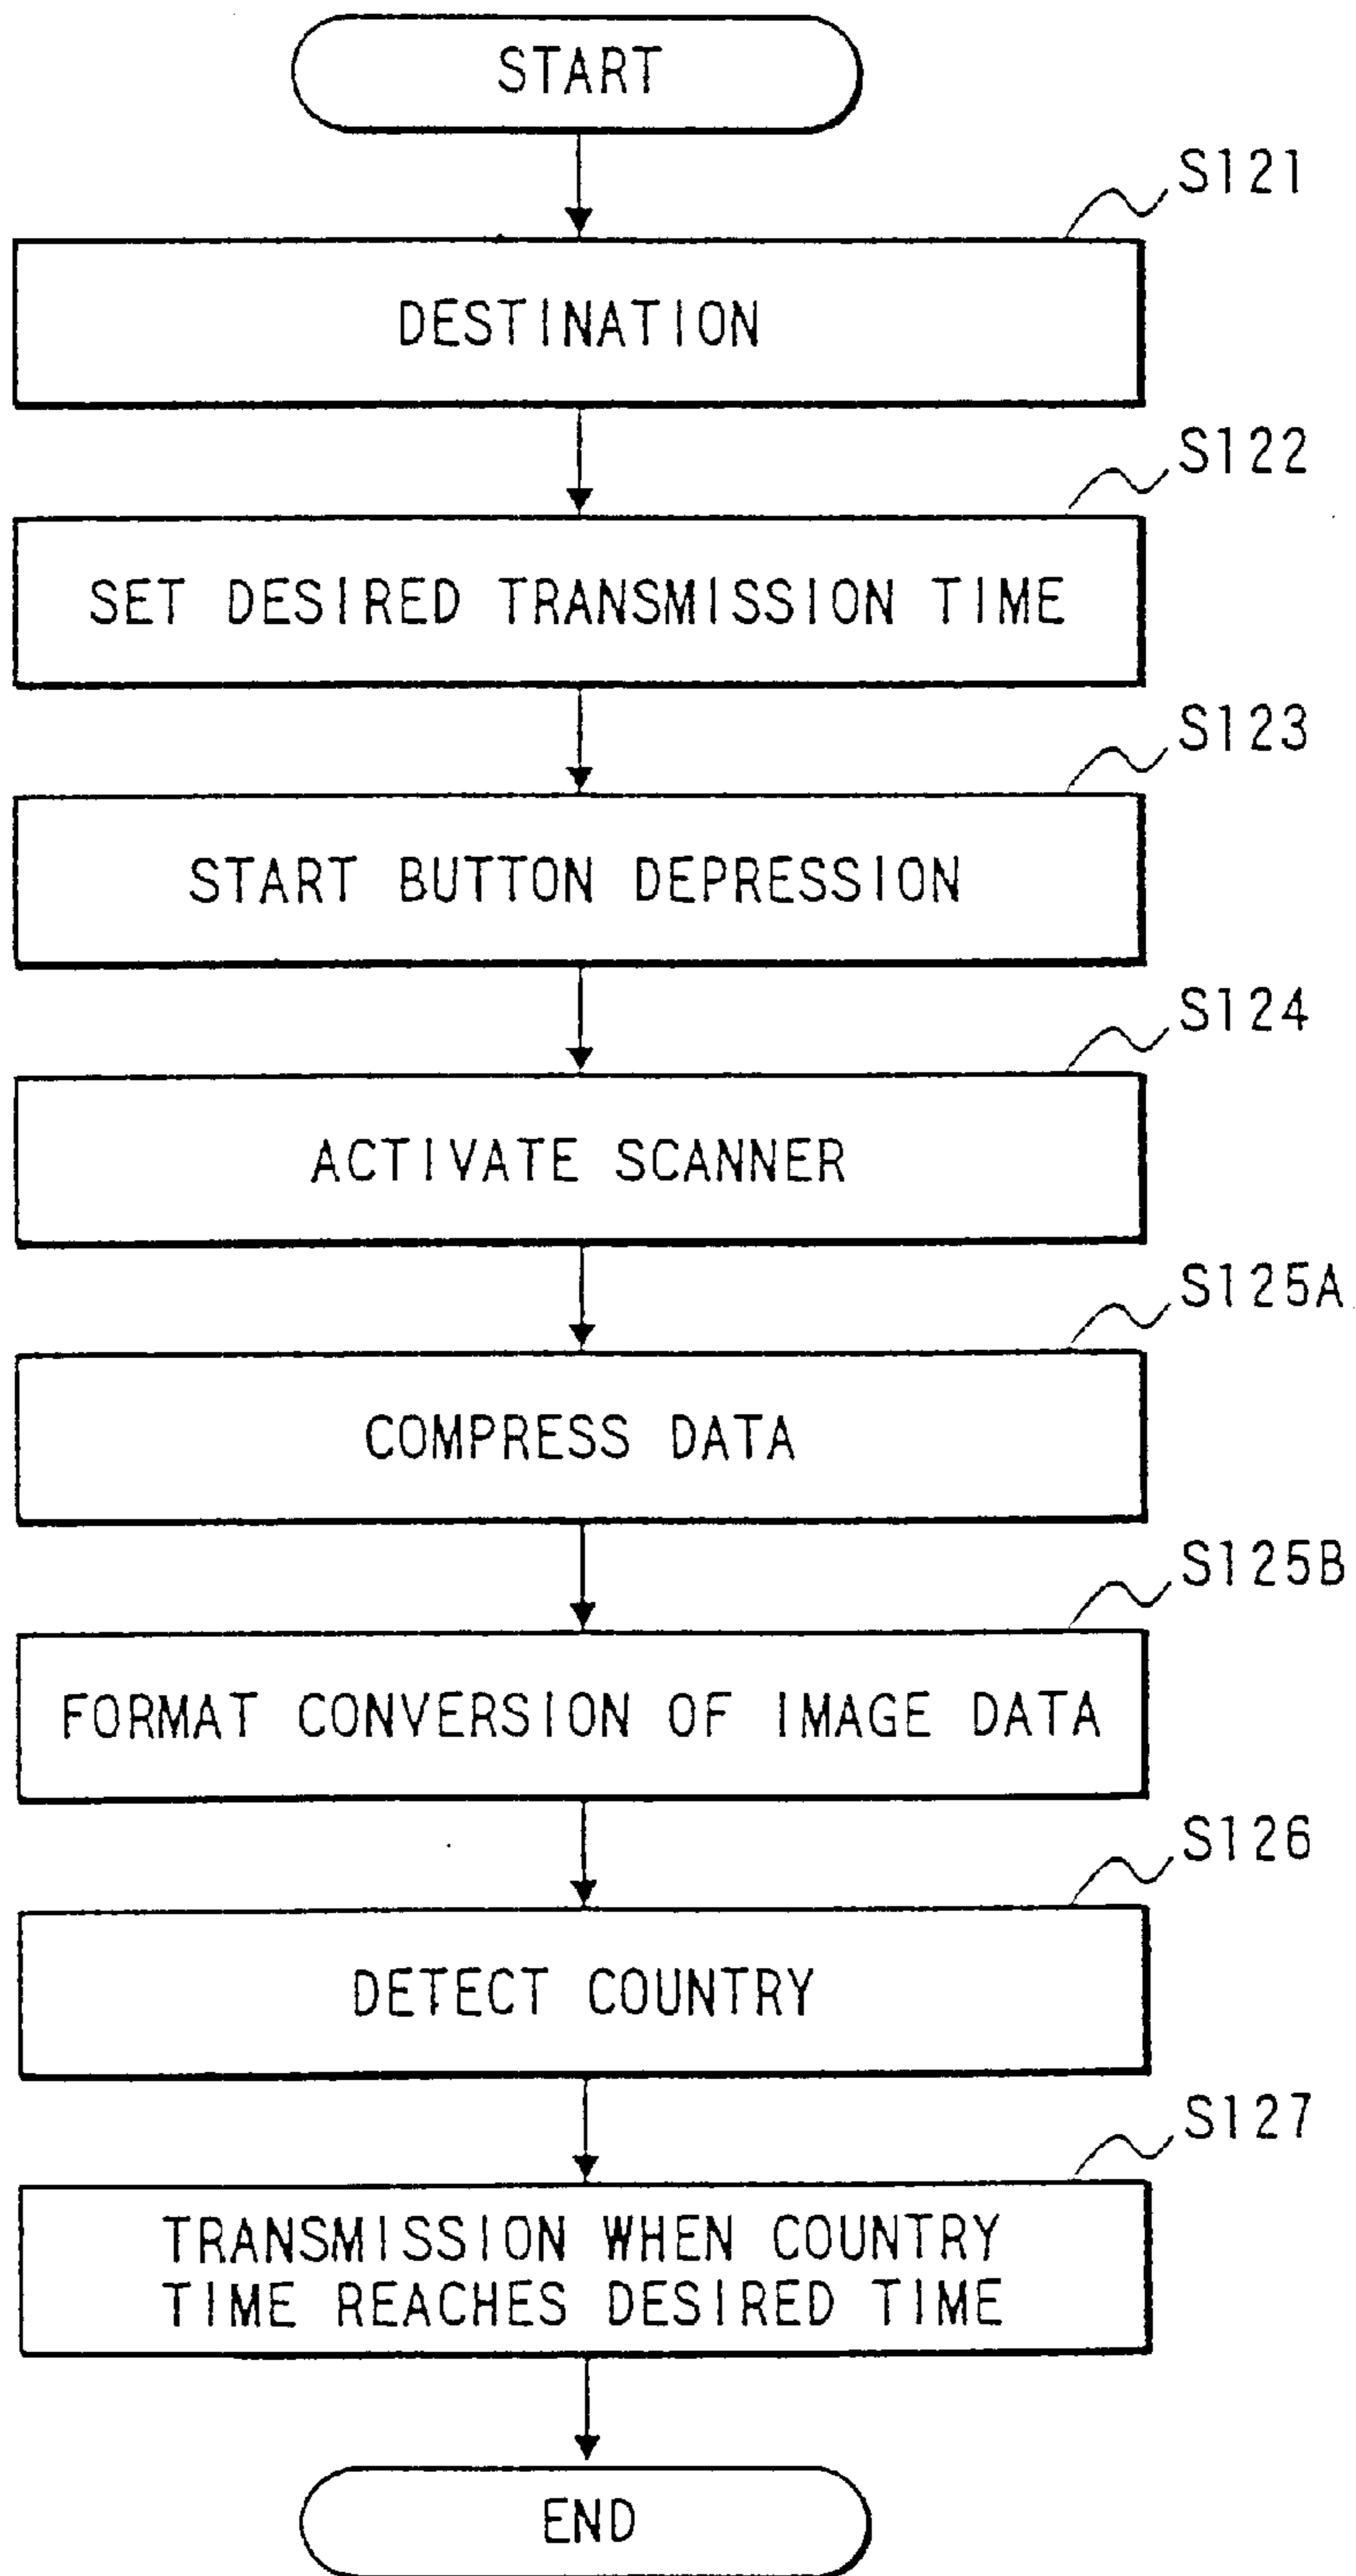 START
S121
DESTINATION
S122
SET DESIRED TRANSMISSION TIME
S123
START BUTTON DEPRESSION
S124
ACTIVATE SCANNER
S125A
COMPRESS DATA
S125B
FORMAT CONVERSION OF IMAGE DATA
S126
DETECT COUNTRY
S127
TRANSMISSION WHEN COUNTRY
TIME REACHES DESIRED TIME
END